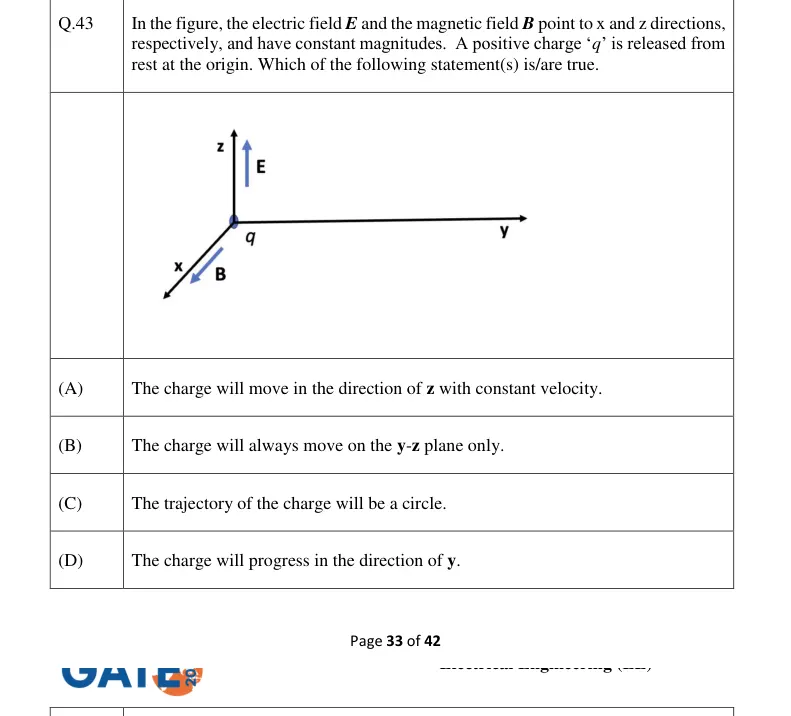 Q.43 In the figure, the electric field E and the magnetic field B point to x and z directions,
respectively, and have constant magnitudes. A positive charge ‘q’ is released from
rest at the origin. Which of the following statement(s) is/are true.
z
E
q
y
x
B
(A) The charge will move in the direction of z with constant velocity.
(B) The charge will always move on the y-z plane only.
(C) The trajectory of the charge will be a circle.
(D) The charge will progress in the direction of y.
Page 33 of 42
GATE 20